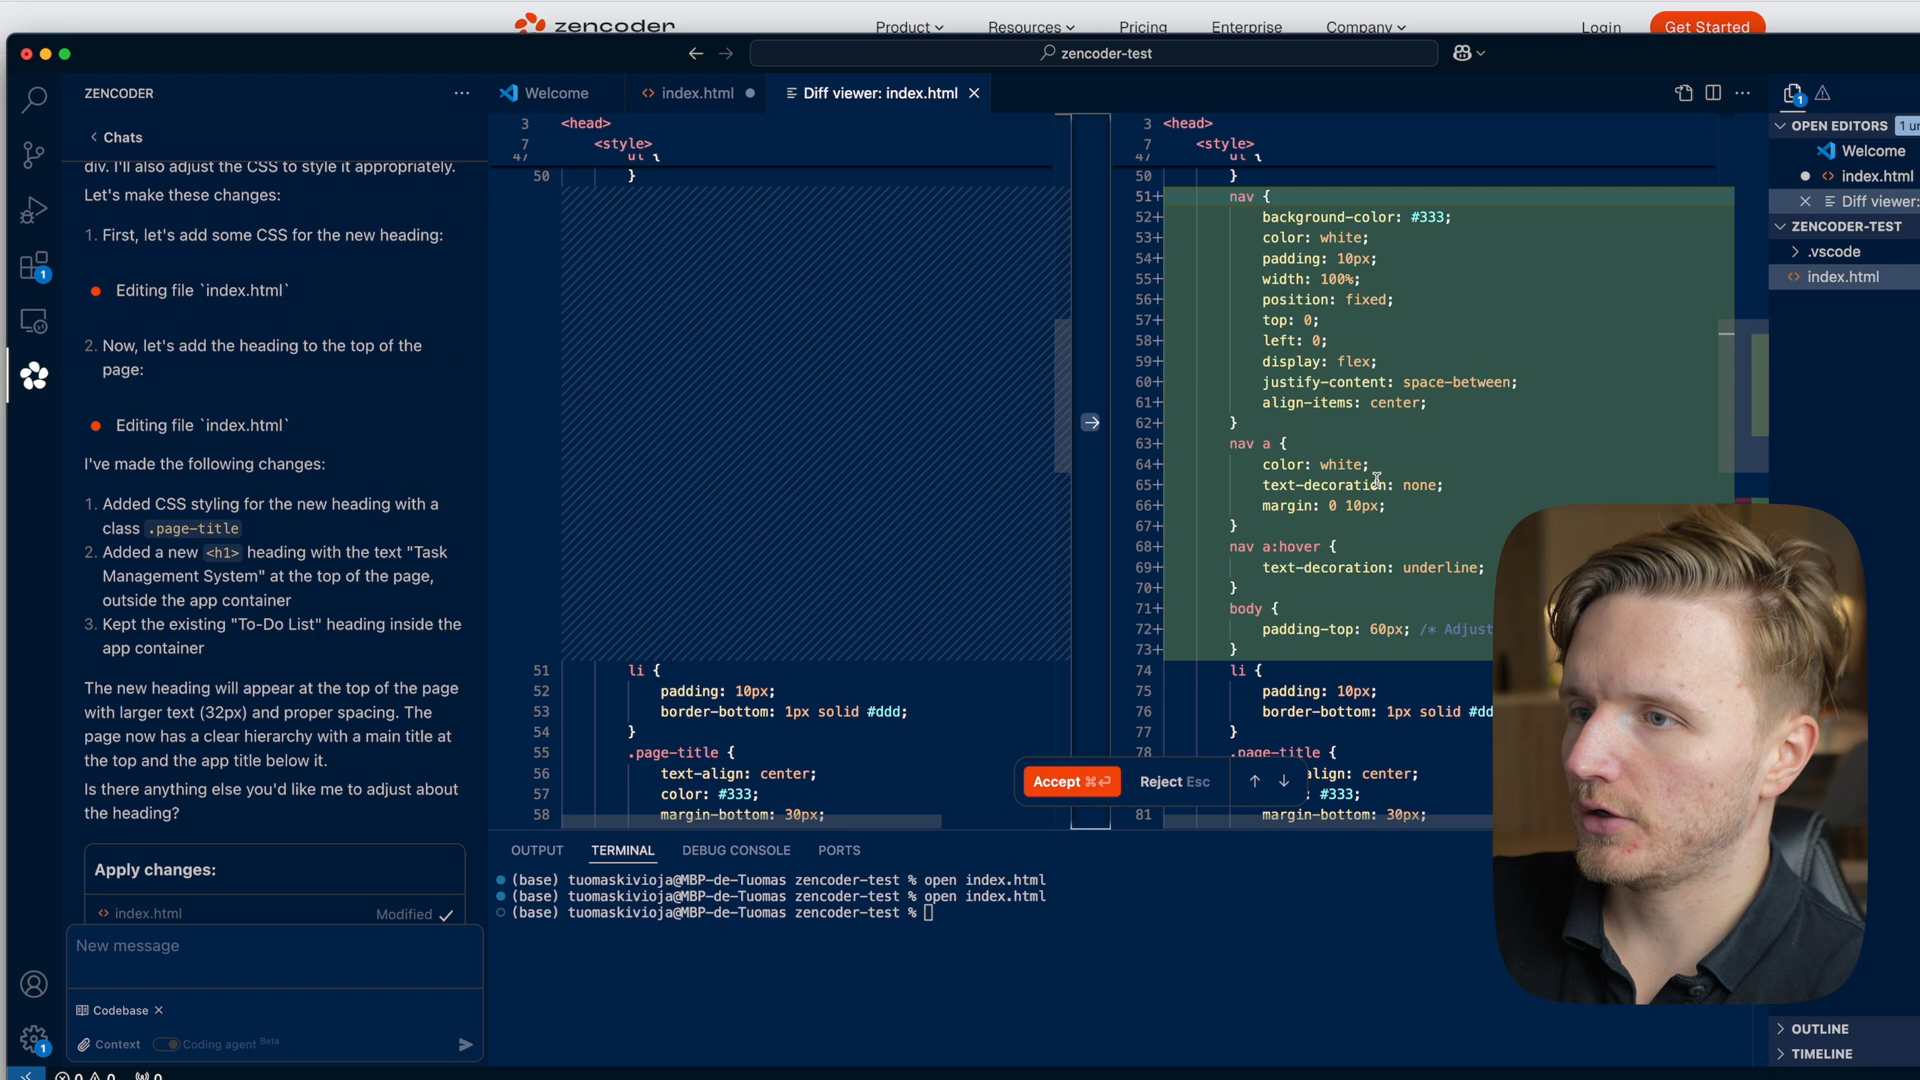 zencoder
Product
Resources
Pricing
Enterprise
Company
Login
Get Started
zencoder-test
ZENCODER
Chats
div. I'll also adjust the CSS to style it appropriately.
Let's make these changes:
1. First, let's add some CSS for the new heading:
Editing file `index.html`
2. Now, let's add the heading to the top of the
page:
Editing file `index.html`
I've made the following changes:
1. Added CSS styling for the new heading with a
class .page-title
2. Added a new <h1> heading with the text "Task
Management System" at the top of the page,
outside the app container
3. Kept the existing "To-Do List" heading inside the
app container
The new heading will appear at the top of the page
with larger text (32px) and proper spacing. The
page now has a clear hierarchy with a main title at
the top and the app title below it.
Is there anything else you'd like me to adjust about
the heading?
Apply changes:
index.html Modified
New message
Codebase
Context
Coding agent Beta
Welcome
index.html
Diff viewer: index.html
3 <head>
7 <style>
47 ul {
50 }
51 li {
52 padding: 10px;
53 border-bottom: 1px solid #ddd;
54 }
55 .page-title {
56 text-align: center;
57 color: #333;
58 margin-bottom: 30px;
3 <head>
7 <style>
47 ul {
50 }
51+ nav {
52+ background-color: #333;
53+ color: white;
54+ padding: 10px;
55+ width: 100%;
56+ position: fixed;
57+ top: 0;
58+ left: 0;
59+ display: flex;
60+ justify-content: space-between;
61+ align-items: center;
62+ }
63+ nav a {
64+ color: white;
65+ text-decoration: none;
66+ margin: 0 10px;
67+ }
68+ nav a:hover {
69+ text-decoration: underline;
70+ }
71+ body {
72+ padding-top: 60px; /* Adjust
73+ }
74 li {
75 padding: 10px;
76 border-bottom: 1px solid #dd
77 }
78 .page-title {
align: center;
#333;
81 margin-bottom: 30px;
Accept ⌘⏎
Reject Esc
OUTPUT
TERMINAL
DEBUG CONSOLE
PORTS
(base) tuomaskivioja@MBP-de-Tuomas zencoder-test % open index.html
(base) tuomaskivioja@MBP-de-Tuomas zencoder-test % open index.html
(base) tuomaskivioja@MBP-de-Tuomas zencoder-test %
1
OPEN EDITORS 1 un
Welcome
index.html
Diff viewer:
ZENCODER-TEST
.vscode
index.html
OUTLINE
TIMELINE
1
1
0 0 0